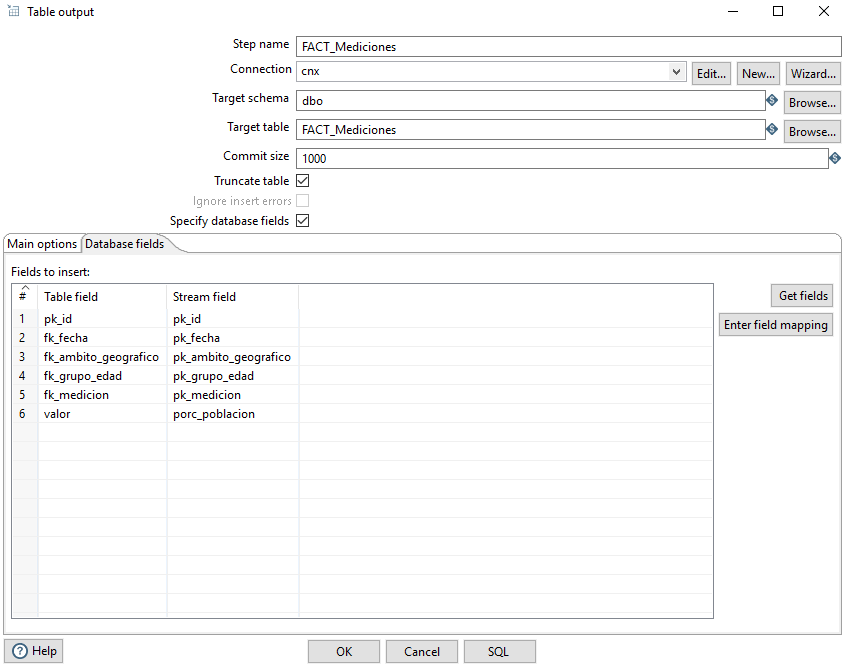 Table output
Step name FACT_Mediciones
Connection cnx Edit... New... Wizard...
Target schema dbo Browse...
Target table FACT_Mediciones Browse...
Commit size 1000
Truncate table
Ignore insert errors
Specify database fields
Main options Database fields
Fields to insert:
# Table field Stream field
1 pk_id pk_id
2 fk_fecha pk_fecha
3 fk_ambito_geografico pk_ambito_geografico
4 fk_grupo_edad pk_grupo_edad
5 fk_medicion pk_medicion
6 valor porc_poblacion
Get fields
Enter field mapping
Help OK Cancel SQL